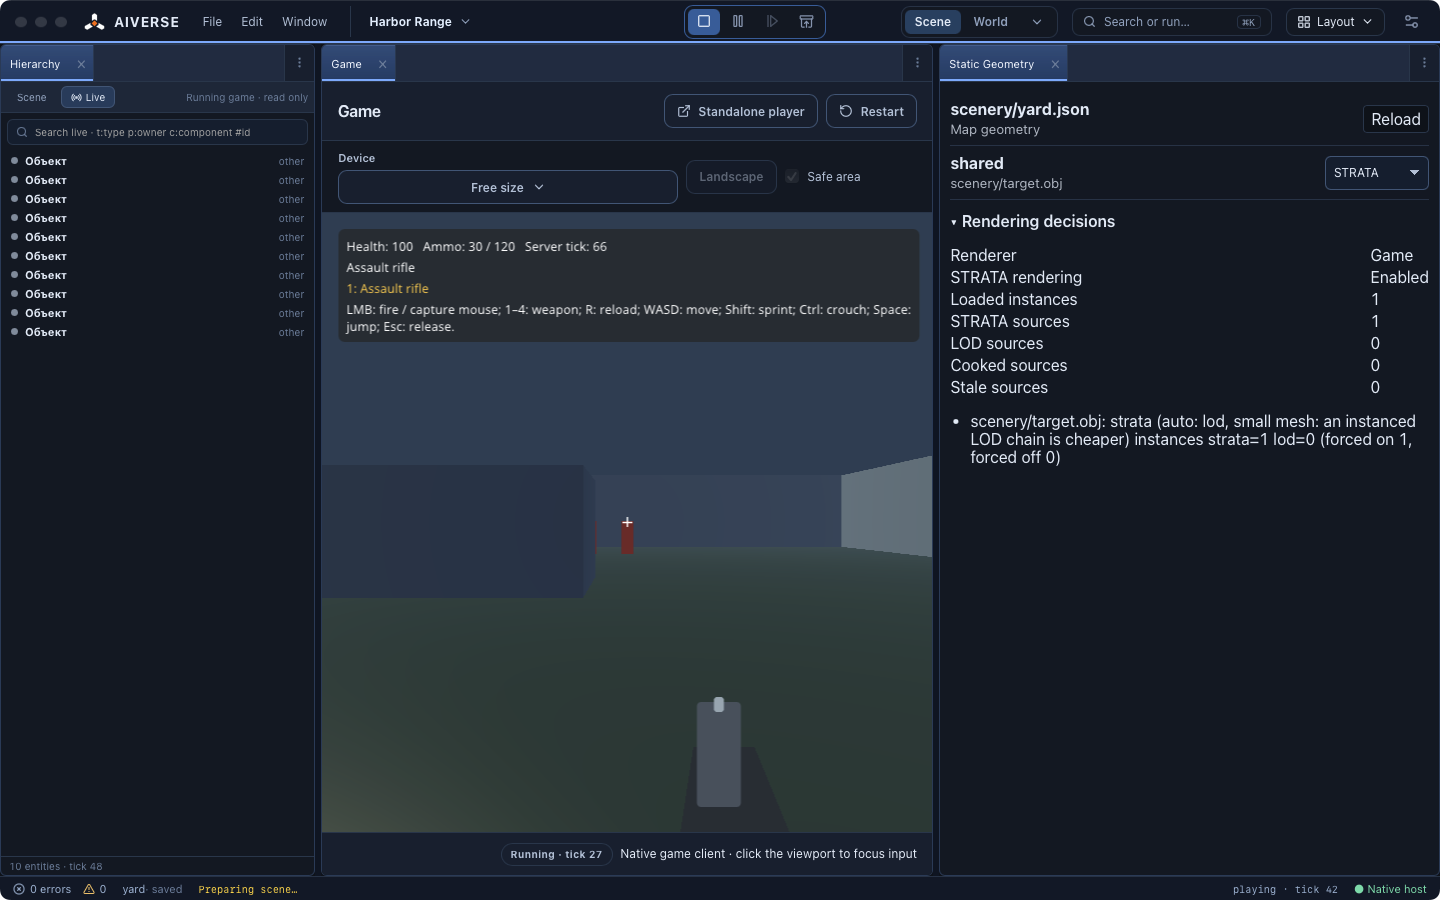 AIVERSE File Edit Window Harbor Range Scene World Search or run... ⌘K Layout
Hierarchy
Scene Live Running game · read only
Search live · t:type p:owner c:component #id
Объект other
Объект other
Объект other
Объект other
Объект other
Объект other
Объект other
Объект other
Объект other
Объект other
10 entities · tick 48
Game
Game Standalone player Restart
Device
Free size Landscape Safe area
Health: 100 Ammo: 30 / 120 Server tick: 66
Assault rifle
1: Assault rifle
LMB: fire / capture mouse; 1–4: weapon; R: reload; WASD: move; Shift: sprint; Ctrl: crouch; Space:
jump; Esc: release.
Running · tick 27 Native game client · click the viewport to focus input
Static Geometry
scenery/yard.json
Map geometry
Reload
shared
scenery/target.obj
STRATA
Rendering decisions
Renderer Game
STRATA rendering Enabled
Loaded instances 1
STRATA sources 1
LOD sources 0
Cooked sources 0
Stale sources 0
• scenery/target.obj: strata (auto: lod, small mesh: an instanced
LOD chain is cheaper) instances strata=1 lod=0 (forced on 1,
forced off 0)
0 errors 0 yard · saved Preparing scene… playing · tick 42 Native host